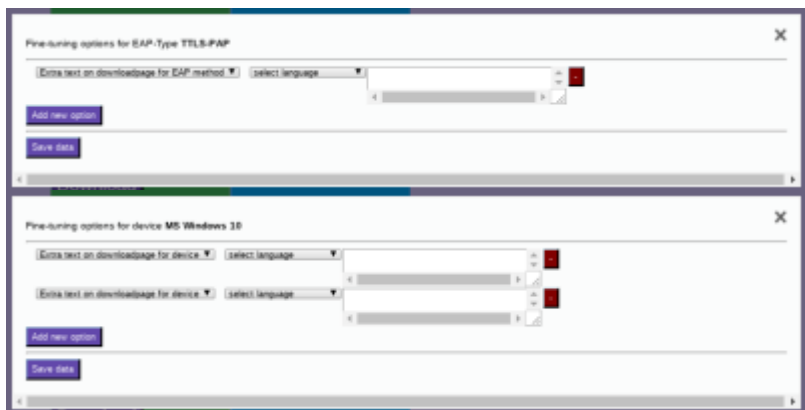 Fine-tuning options for EAP-Type TTLS-PAP
Extra text on downloadpage for EAP method select language
-
Add new option
Save data
Fine-tuning options for device MS Windows 10
Extra text on downloadpage for device select language
-
Extra text on downloadpage for device select language
-
Add new option
Save data